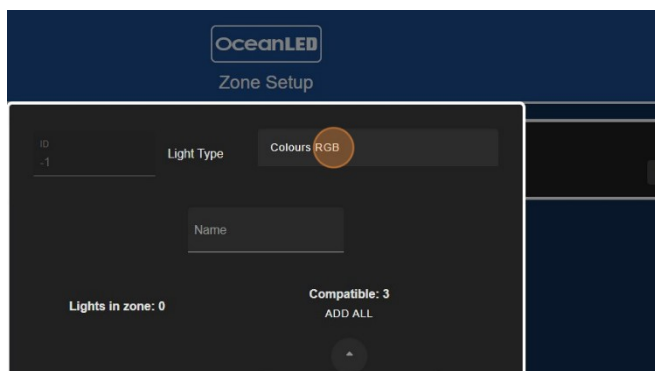 OceanLED
Zone Setup
ID
-1
Light Type
Colours RGB
Name
Lights in zone: 0
Compatible: 3
ADD ALL